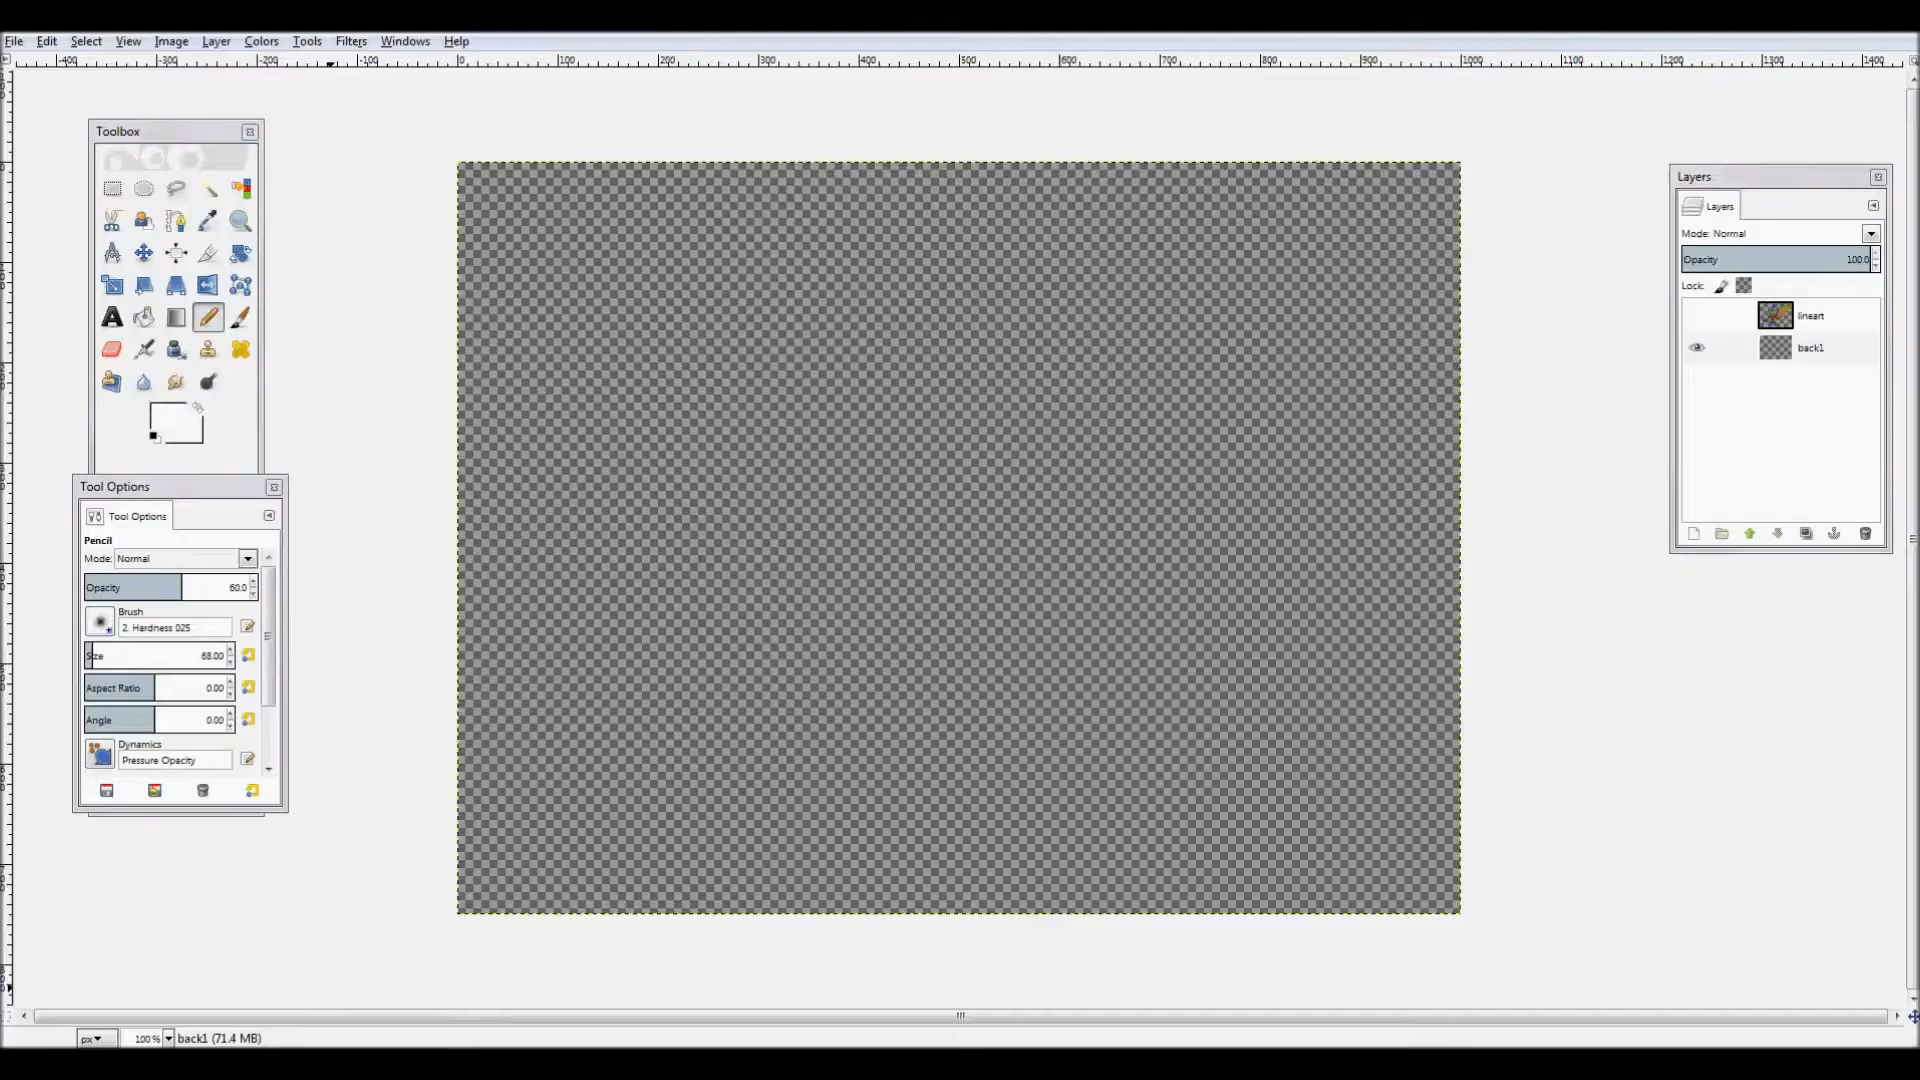 File Edit Select View Image Layer Colors Tools Filters Windows Help
-400 -300 -200 -100 0 100 200 300 400 500 600 700 800 900 1000 1100 1200 1300 1400
Toolbox
Tool Options
Tool Options
Pencil
Mode: Normal
Opacity 60.0
Brush
2. Hardness 025
Size 68.00
Aspect Ratio 0.00
Angle 0.00
Dynamics
Pressure Opacity
Layers
Layers
Mode: Normal
Opacity 100.0
Lock:
lineart
back1
px 100 % back1 (71.4 MB)